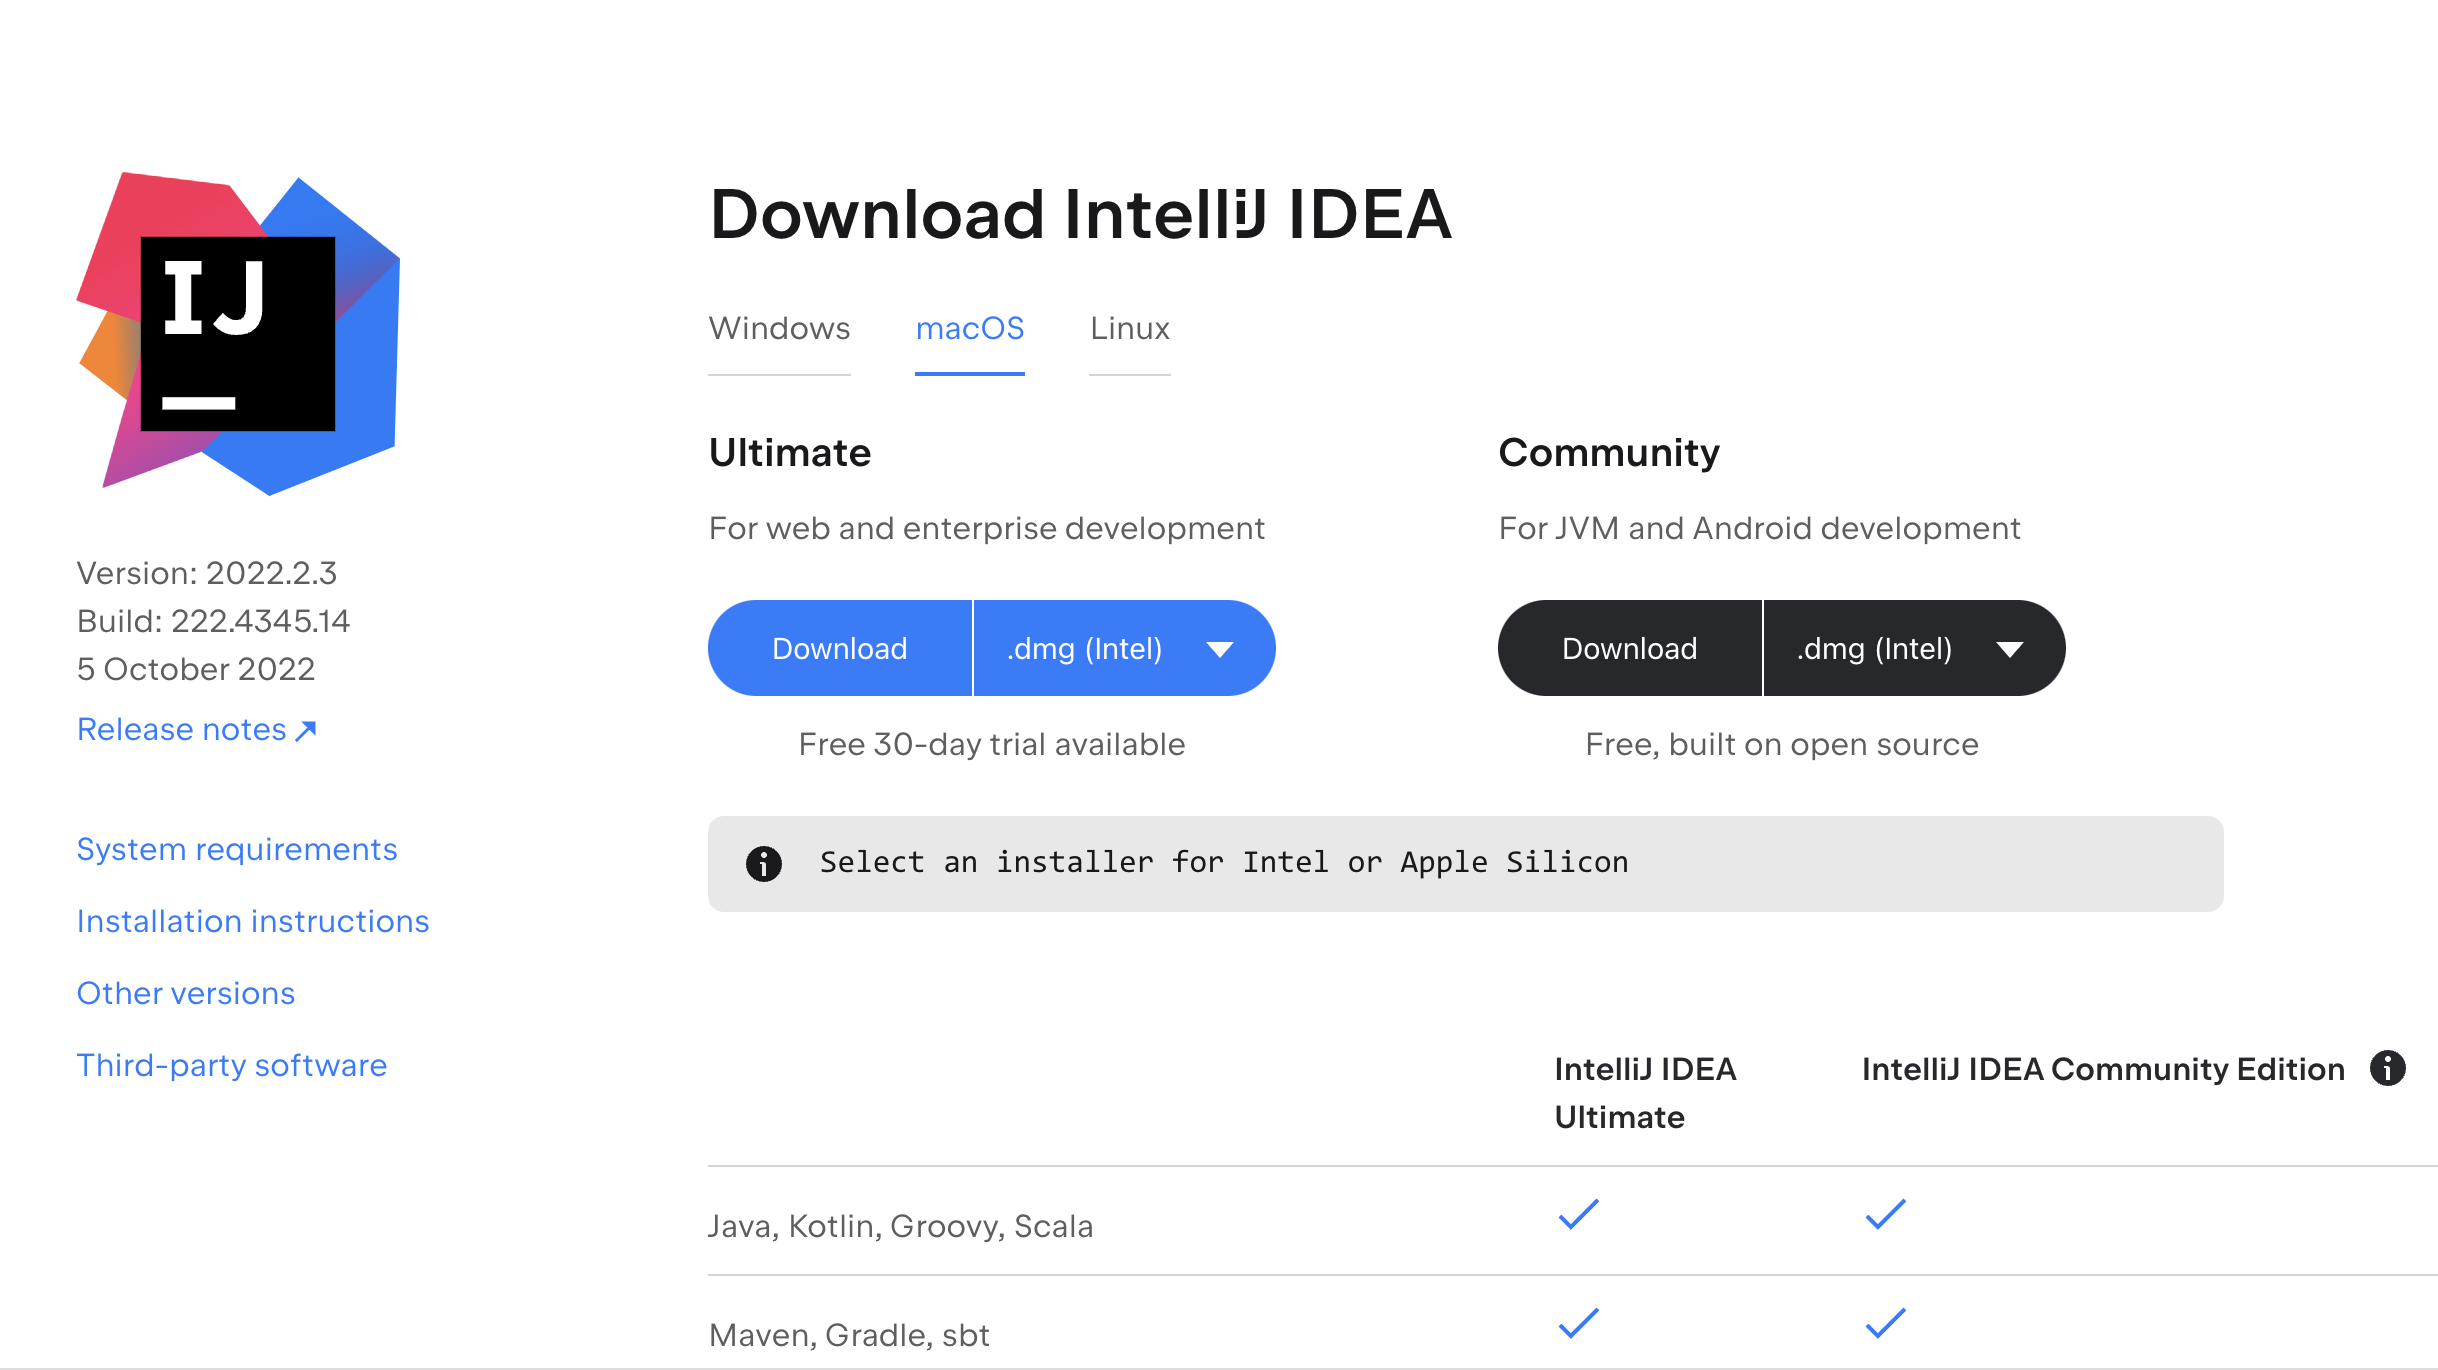 IJ
Version: 2022.2.3
Build: 222.4345.14
5 October 2022
Release notes
System requirements
Installation instructions
Other versions
Third-party software
Download IntelliJ IDEA
Windows
macOS
Linux
Ultimate
For web and enterprise development
Download
.dmg (Intel)
Free 30-day trial available
Community
For JVM and Android development
Download
.dmg (Intel)
Free, built on open source
Select an installer for Intel or Apple Silicon
IntelliJ IDEA
Ultimate
IntelliJ IDEA Community Edition
Java, Kotlin, Groovy, Scala
Maven, Gradle, sbt